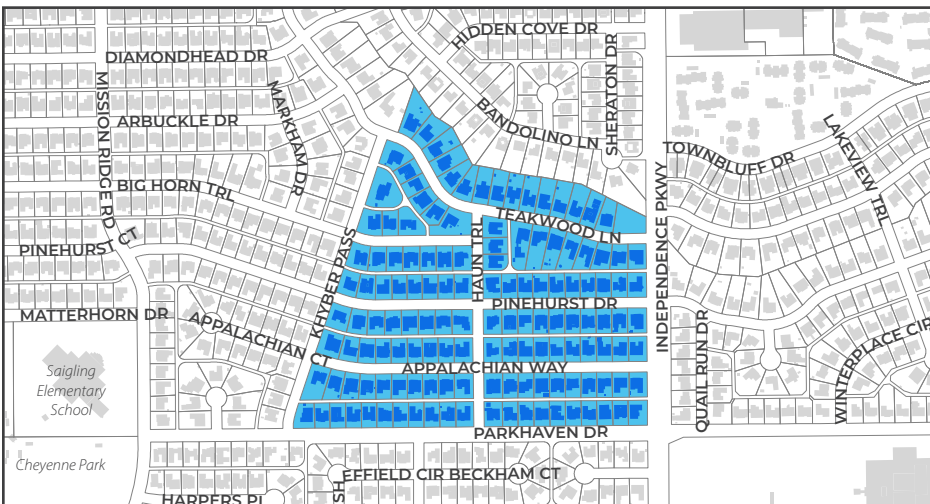 HIDDEN COVE DR
DIAMONDHEAD DR
SHERATON DR
MISSION RIDGE RD
MARKHAM DR
BANDOLINO LN
ARBUCKLE DR
LAKEVIEW TRL
TOWNBLUFF DR
BIG HORN TRL
INDEPENDENCE PKWY
TEAKWOOD LN
KHYBER PASS
HAUN TRL
PINEHURST CT
PINEHURST DR
MATTERHORN DR
APPALACHIAN CT
QUAIL RUN DR
WINTERPLACE CIR
APPALACHIAN WAY
Saigling
Elementary
School
PARKHAVEN DR
Cheyenne Park
EFFIELD CIR
BECKHAM CT
HARPERS PL
SH